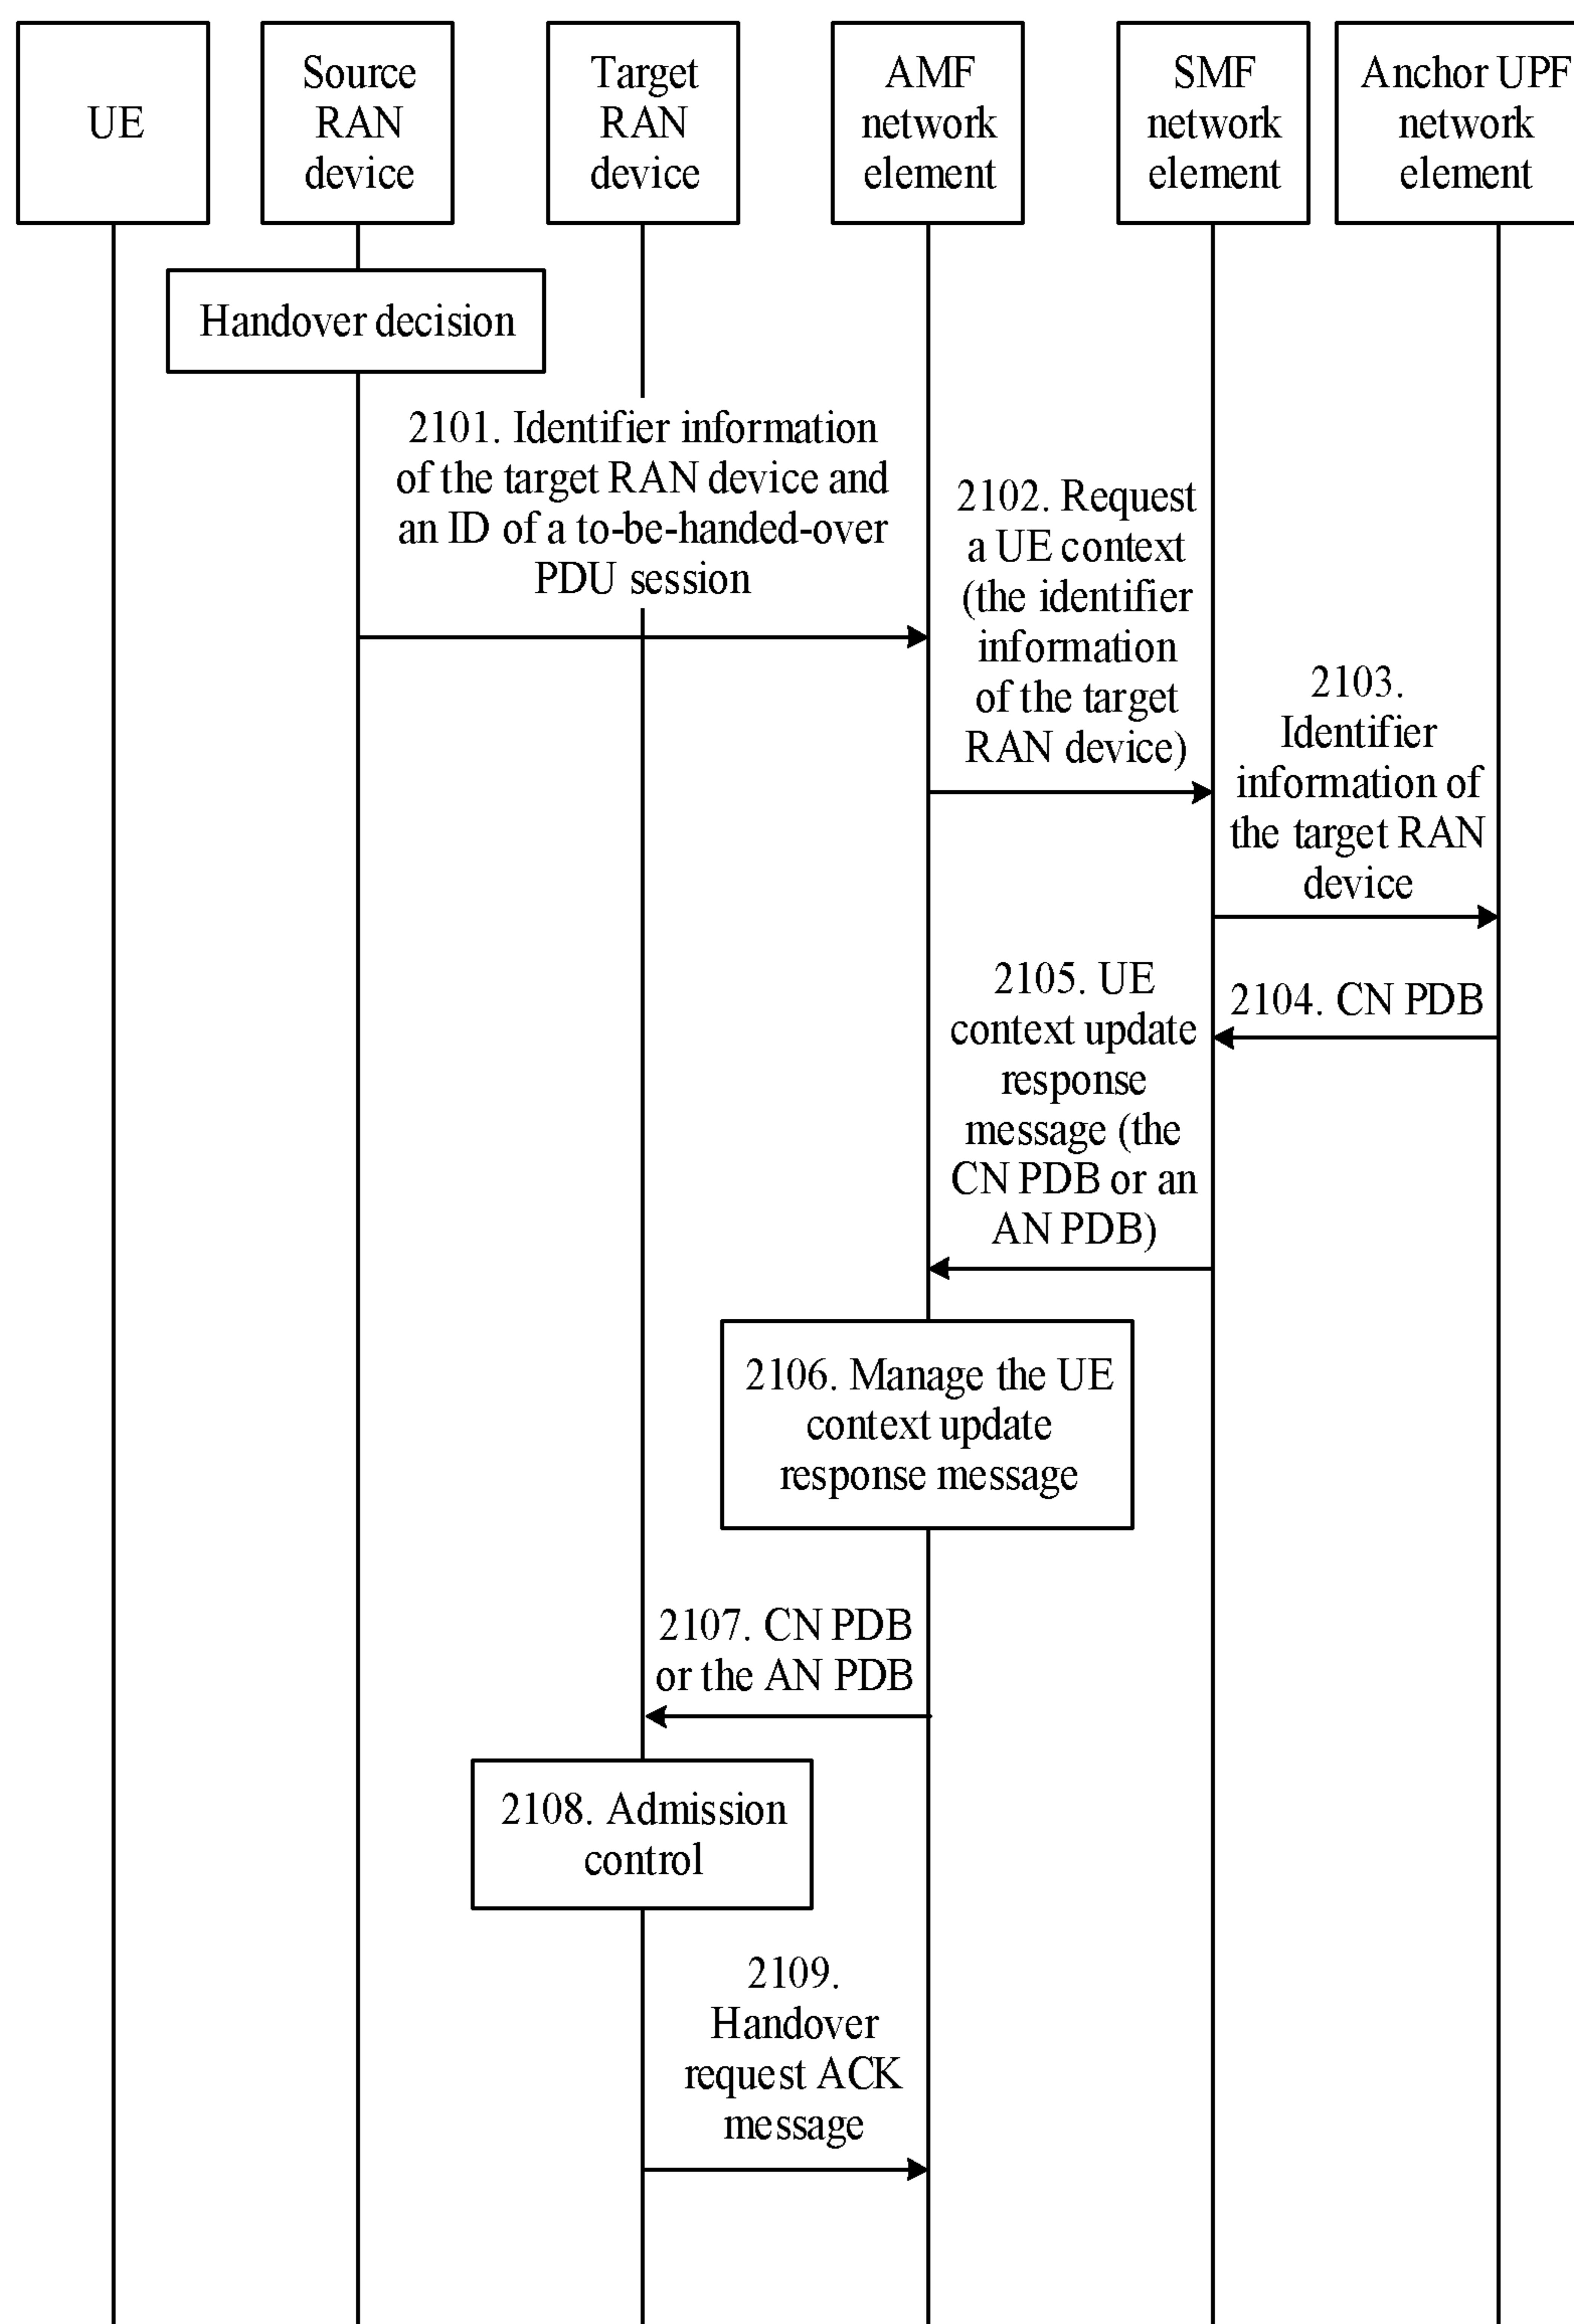 UE
Source
RAN
device
Target
RAN
device
AMF
network
element
SMF
network
element
Anchor UPF
network
element
Handover decision
2101. Identifier information
of the target RAN device and
an ID of a to-be-handed-over
PDU session
2102. Request
a UE context
(the identifier
information
of the target
RAN device)
2103.
Identifier
information of
the target RAN
device
2104. CN PDB
2105. UE
context update
response
message (the
CN PDB or an
AN PDB)
2106. Manage the UE
context update
response message
2107. CN PDB
or the AN PDB
2108. Admission
control
2109.
Handover
request ACK
message